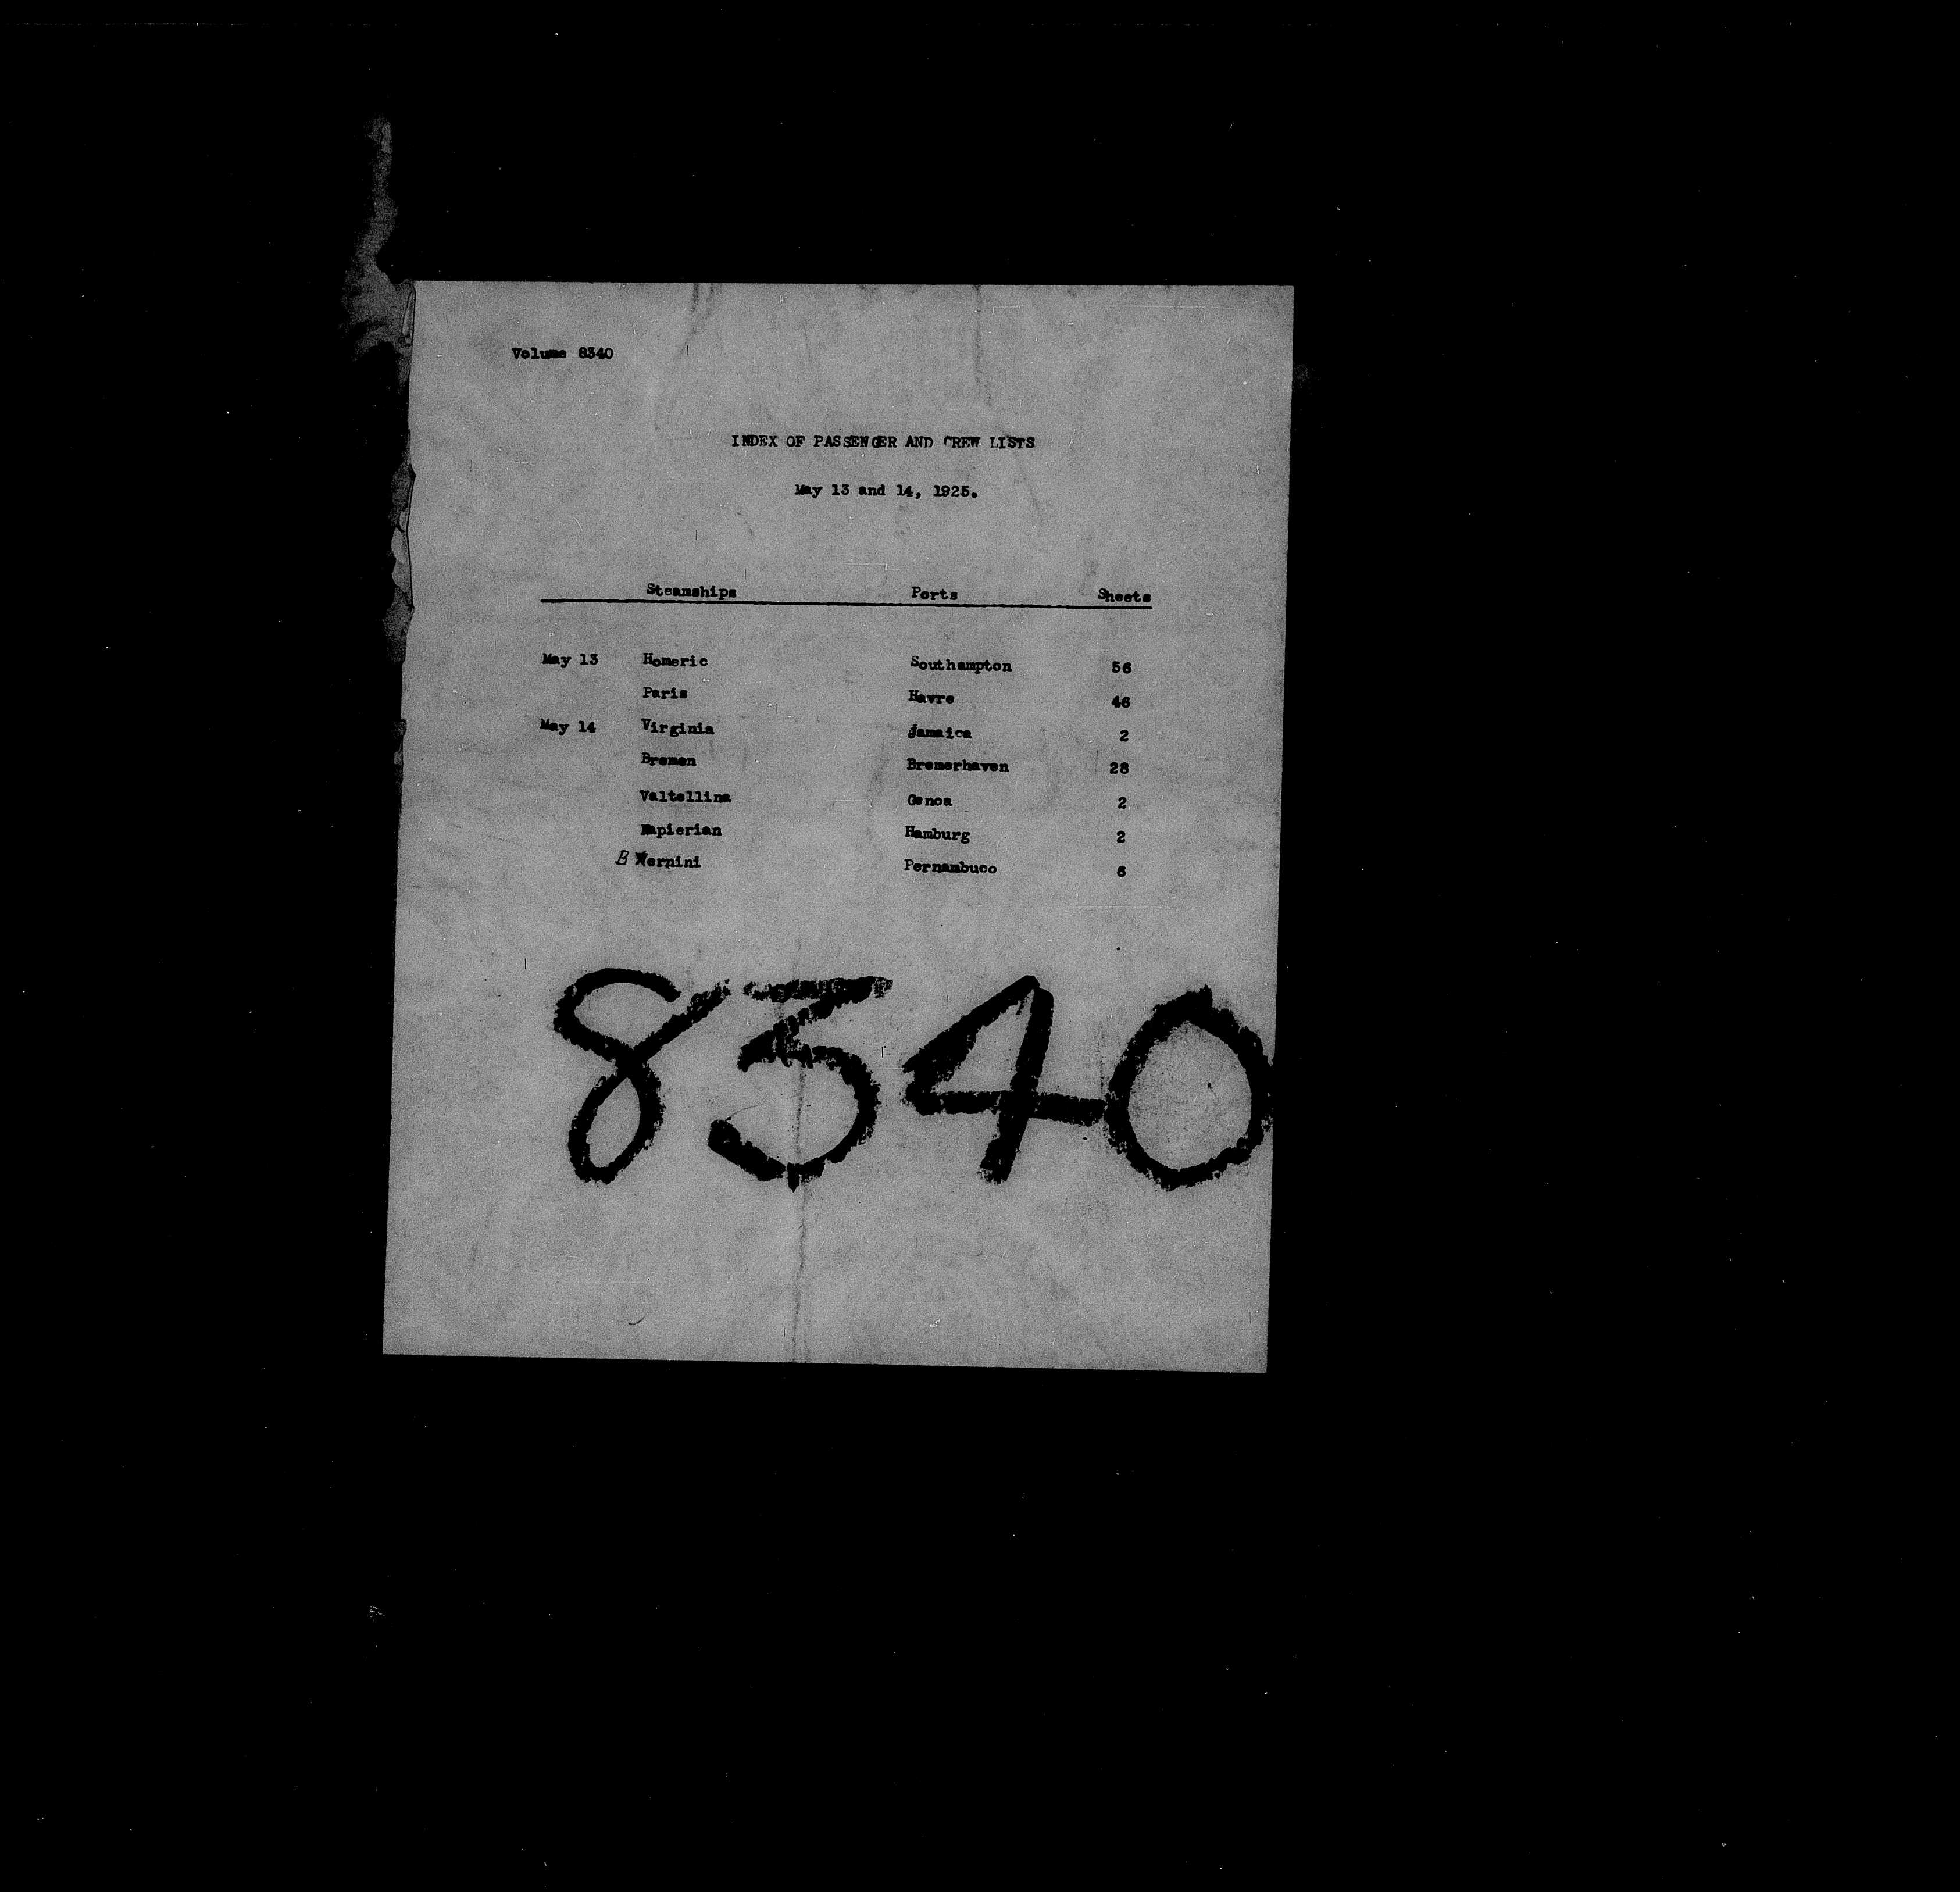 Volume 8340
INDEX OF PASSENGER AND CREW LISTS
May 13 and 14, 1925.
Steamships Ports Sheets
May 13 Homeric Southampton 56
Paris Havre 46
May 14 Virginia Jamaica 2
Bremen Bremerhaven 28
Valtellina Genoa 2
Napierian Hamburg 2
Bernini Pernambuco 6
8340